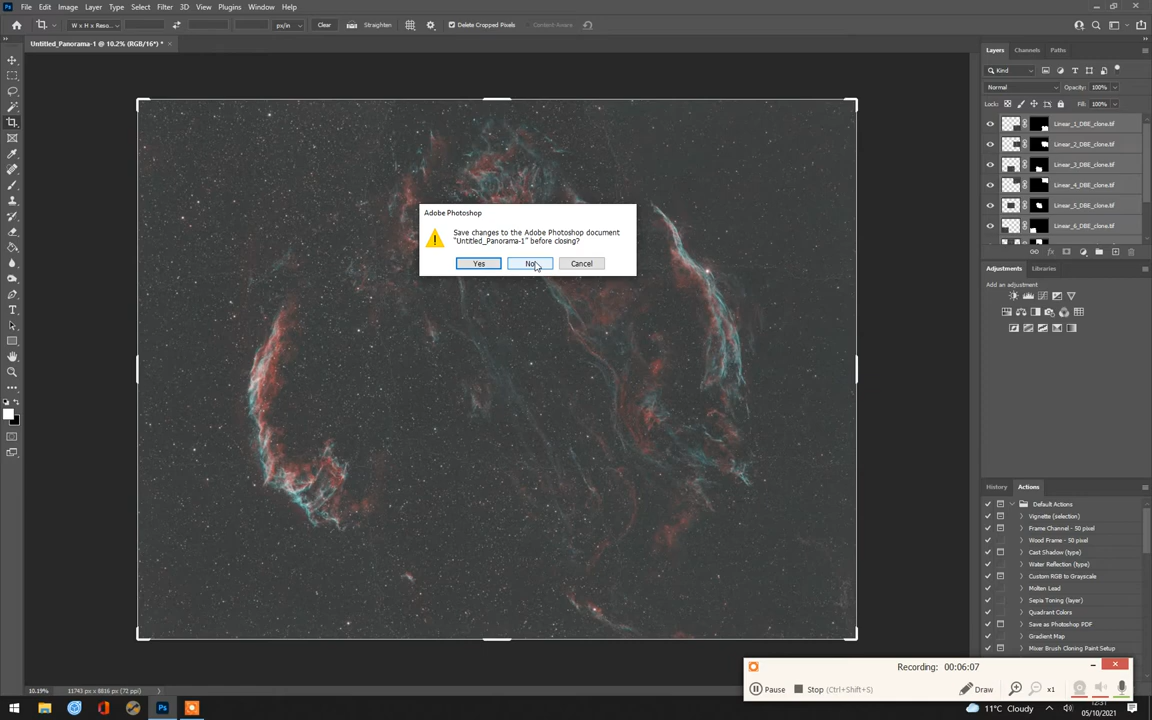 File Edit Image Layer Type Select Filter 3D View Plugins Window Help
W x H x Reso... px/in Clear Straighten Delete Cropped Pixels Content-Aware
Untitled_Panorama-1 @ 10.2% (RGB/16*) * ×
Layers Channels Paths
Kind
Normal Opacity: 100%
Lock: Fill: 100%
Linear_1_DBE_clone.tif
Linear_2_DBE_clone.tif
Linear_3_DBE_clone.tif
Linear_4_DBE_clone.tif
Linear_5_DBE_clone.tif
Linear_6_DBE_clone.tif
Adobe Photoshop
Save changes to the Adobe Photoshop document
"Untitled_Panorama-1" before closing?
Yes No Cancel
Adjustments Libraries
Add an adjustment
History Actions
Default Actions
Vignette (selection)
Frame Channel - 50 pixel
Wood Frame - 50 pixel
Cast Shadow (type)
Water Reflection (type)
Custom RGB to Grayscale
Molten Lead
Sepia Toning (layer)
Quadrant Colors
Save as Photoshop PDF
Gradient Map
Mixer Brush Cloning Paint Setup
Recording: 00:06:07
Pause Stop (Ctrl+Shift+S) Draw x1
10.19% 11743 px x 8816 px (72 ppi)
11°C Cloudy 12:31
05/10/2021